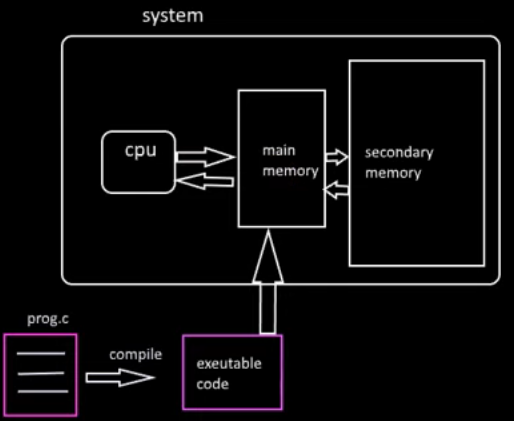 system
cpu
main
memory
secondary
memory
prog.c
compile
exeutable
code